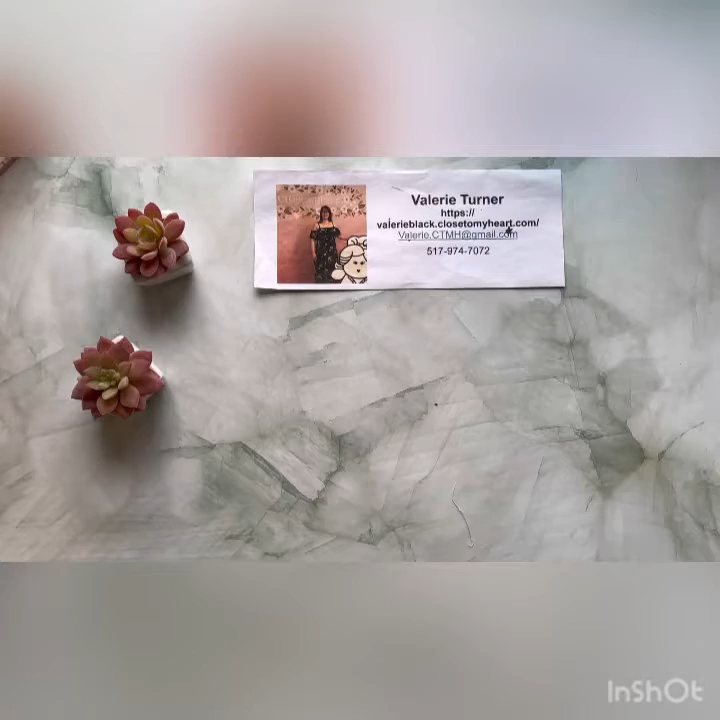 Valerie Turner
https://
valerieblack.closetomyheart.com/
Valerie.CTMH@gmail.com
517-974-7072
InShOt